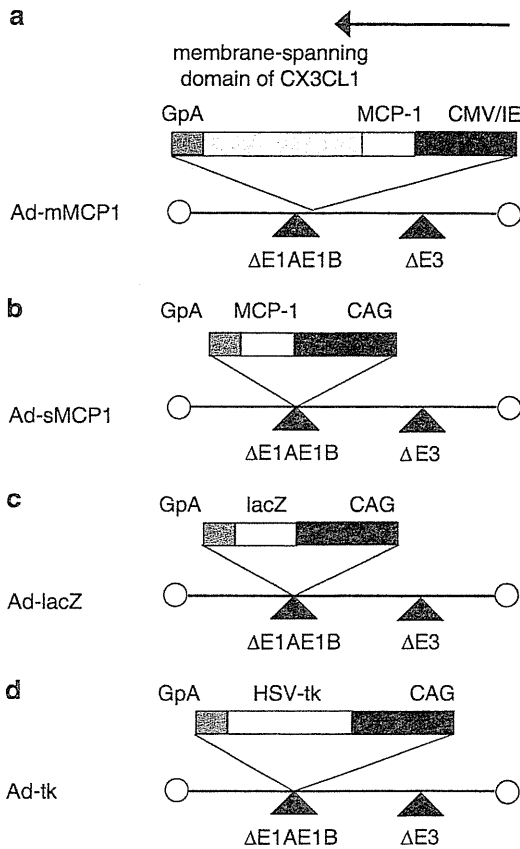 a
membrane-spanning
domain of CX3CL1
GpA MCP-1 CMV/IE
Ad-mMCP1
ΔE1AE1B ΔE3
b
GpA MCP-1 CAG
Ad-sMCP1
ΔE1AE1B ΔE3
c
GpA lacZ CAG
Ad-lacZ
ΔE1AE1B ΔE3
d
GpA HSV-tk CAG
Ad-tk
ΔE1AE1B ΔE3